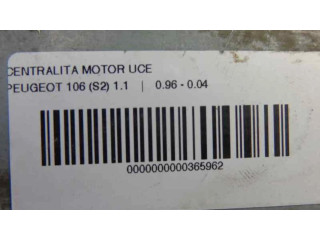 CENTRALITA MOTOR UCE
PEUGEOT 106 (S2) 1.1 | 0.96 - 0.04
0000000000365962